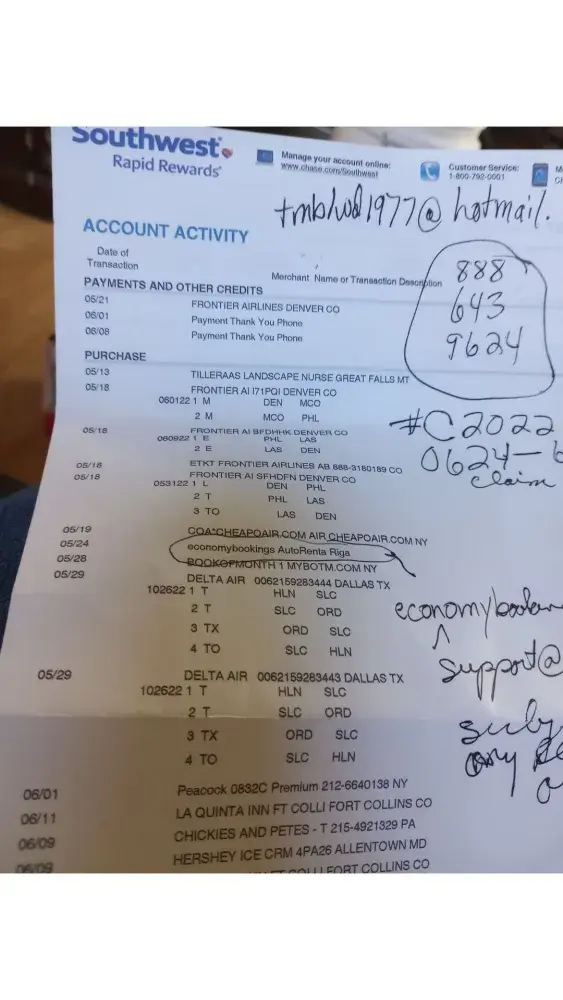 Southwest
Rapid Rewards
Manage your account online:
www.chase.com/Southwest
Customer Service:
1-800-792-0001
@ hotmail.
ACCOUNT ACTIVITY
Date of
Transaction
Merchant Name or Transaction Description
888
643
9624
PAYMENTS AND OTHER CREDITS
05/21 FRONTIER AIRLINES DENVER CO
06/01 Payment Thank You Phone
06/08 Payment Thank You Phone
PURCHASE
05/13 TILLERAAS LANDSCAPE NURSE GREAT FALLS MT
05/18 FRONTIER AI I71PQI DENVER CO
060122 1 M DEN MCO
2 M MCO PHL
#C2022
0624-
claim
05/18 FRONTIER AI DENVER CO
060922 1 E PHL LAS
2 E LAS DEN
05/18 ETKT FRONTIER AIRLINES AB 888-3180189 CO
05/18 FRONTIER AI SFHDFN DENVER CO
053122 1 L DEN PHL
2 T PHL LAS
3 TO LAS DEN
05/19 COA*CHEAPOAIR.COM AIR CHEAPOAIR.COM NY
05/24 economybookings AutoRenta Riga
05/28 BOOKOFMONTH 1 MYBOTM.COM NY
05/29 DELTA AIR 0062159283444 DALLAS TX
102622 1 T HLN SLC
2 T SLC ORD
3 TX ORD SLC
4 TO SLC HLN
support@
05/29 DELTA AIR 0062159283443 DALLAS TX
102622 1 T HLN SLC
2 T SLC ORD
3 TX ORD SLC
4 TO SLC HLN
06/01 Peacock 0832C Premium 212-6640138 NY
06/11 LA QUINTA INN FT COLLI FORT COLLINS CO
06/09 CHICKIES AND PETES - T 215-4921329 PA
06/09 HERSHEY ICE CRM 4PA26 ALLENTOWN MD
FT COLLI FORT COLLINS CO